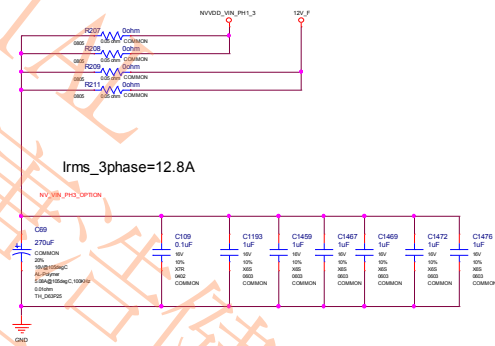 NVVDD_VIN_PH1_3
12V_F
R207 0ohm
0805 0.05 ohm COMMON
R208 0ohm
0805 0.05 ohm COMMON
R209 0ohm
0805 0.05 ohm COMMON
R211 0ohm
0805 0.05 ohm COMMON
Irms_3phase=12.8A
NV_VIN_PH3_OPTION
C69
270uF
COMMON
20%
16V@105degC
AL-Polymer
5.08A@105degC,100KHz
0.01ohm
TH_D83P25
C109
0.1uF
16V
10%
X7R
0402
COMMON
C1193
1uF
16V
10%
X6S
0603
COMMON
C1459
1uF
16V
10%
X6S
0603
COMMON
C1467
1uF
16V
10%
X6S
0603
COMMON
C1469
1uF
16V
10%
X6S
0603
COMMON
C1472
1uF
16V
10%
X6S
0603
COMMON
C1476
1uF
16V
10%
X6S
0603
COMMON
GND